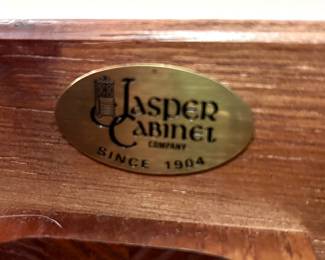 Jasper
Cabinet
COMPANY
SINCE 1904